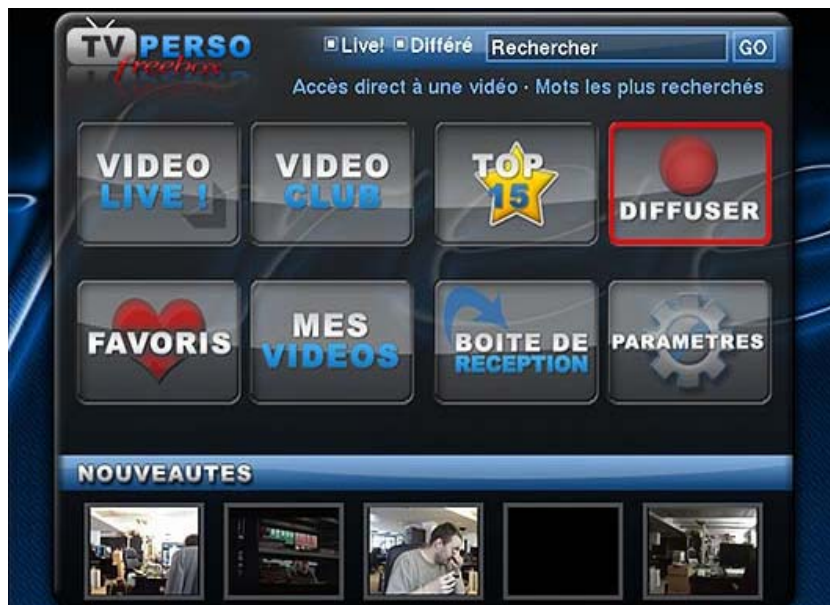 TV PERSO
freebox
Live! Différé Rechercher GO
Accès direct à une vidéo · Mots les plus recherchés
VIDEO
LIVE !
VIDEO
CLUB
TOP
15
DIFFUSER
FAVORIS
MES
VIDEOS
BOITE DE
RECEPTION
PARAMETRES
NOUVEAUTES